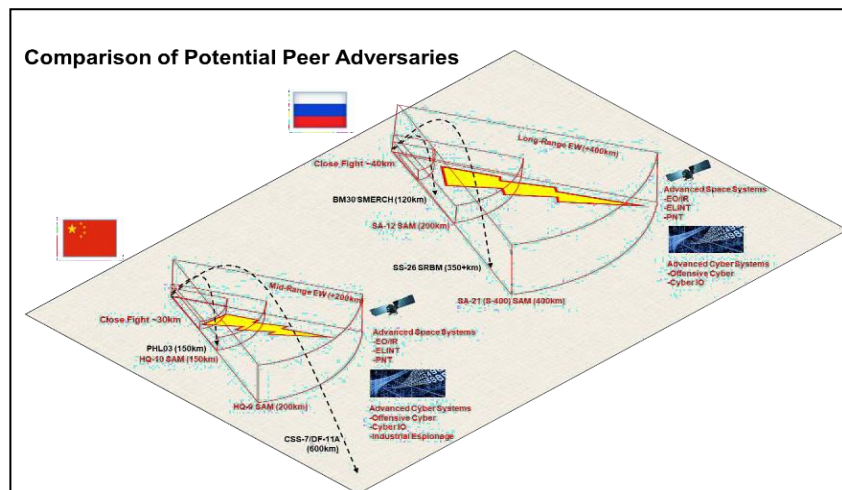 Comparison of Potential Peer Adversaries
Long-Range EW (+400km)
Close Fight ~40km
BM30 SMERCH (120km)
SA-12 SAM (200km)
SS-26 SRBM (350+km)
SA-21 (S-400) SAM (400km)
Advanced Space Systems
-EO/IR
-ELINT
-PNT
Advanced Cyber Systems
-Offensive Cyber
-Cyber IO
Mid-Range EW (+200km)
Close Fight ~30km
PHL03 (150km)
HQ-10 SAM (150km)
HQ-9 SAM (200km)
CSS-7/DF-11A
(600km)
Advanced Space Systems
-EO/IR
-ELINT
-PNT
Advanced Cyber Systems
-Offensive Cyber
-Cyber IO
-Industrial Espionage